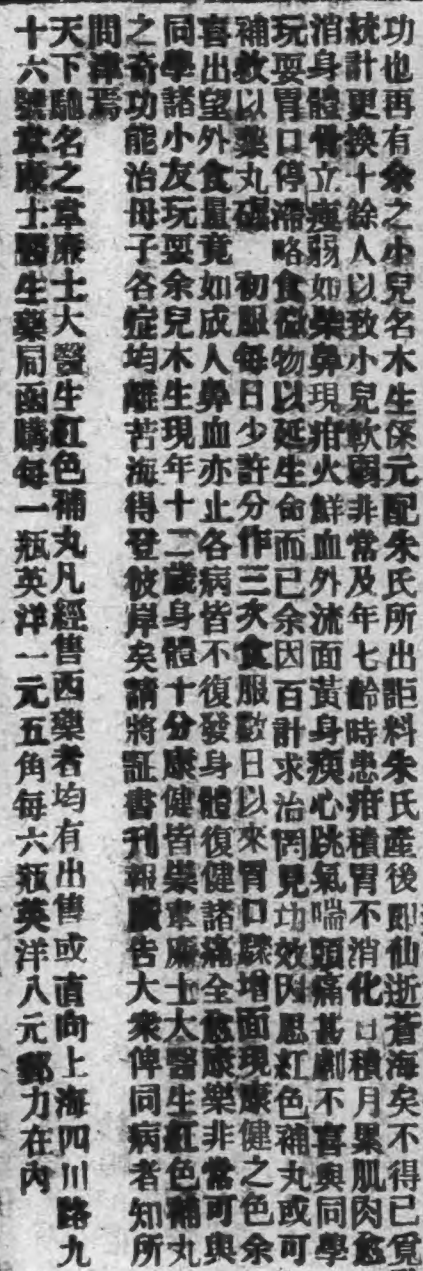 功也再有余之小兒名木生係元配朱氏所出詎料朱氏產後即仙逝蒼海矣不得已覓
統計更換十餘人以致小兒軟弱非常及年七齡時患疳積胃不消化日積月累肌肉愈
消身體骨立瘦弱如柴鼻現疳火鮮血外流面黃身瘐心跳氣喘頭痛甚劇不喜與同學
玩耍胃口停滯略食微物以延生命而已余因百計求治罔見功效因思紅色補丸或可
補救以藥丸 初服每日少許分作三次食服歇日以來胃口驟增面現康健之色余
喜出望外食量竟如成人鼻血亦止各病皆不復發身體復健諸痛全愈康樂非常可與
同學諸小友玩耍余兒木生現年十二歲身體十分康健皆崇韋廉士大醫生紅色補丸
之奇功能治母子各症均離苦海得登彼岸矣請將証書刊報廣告大衆俾同病者知所
問津焉
天下馳名之韋廉士大醫生紅色補丸凡經售西藥者均有出售或直向上海四川路九
十六號韋廉士醫生藥局函購每一瓶英洋一元五角每六瓶英洋八元郵力在內